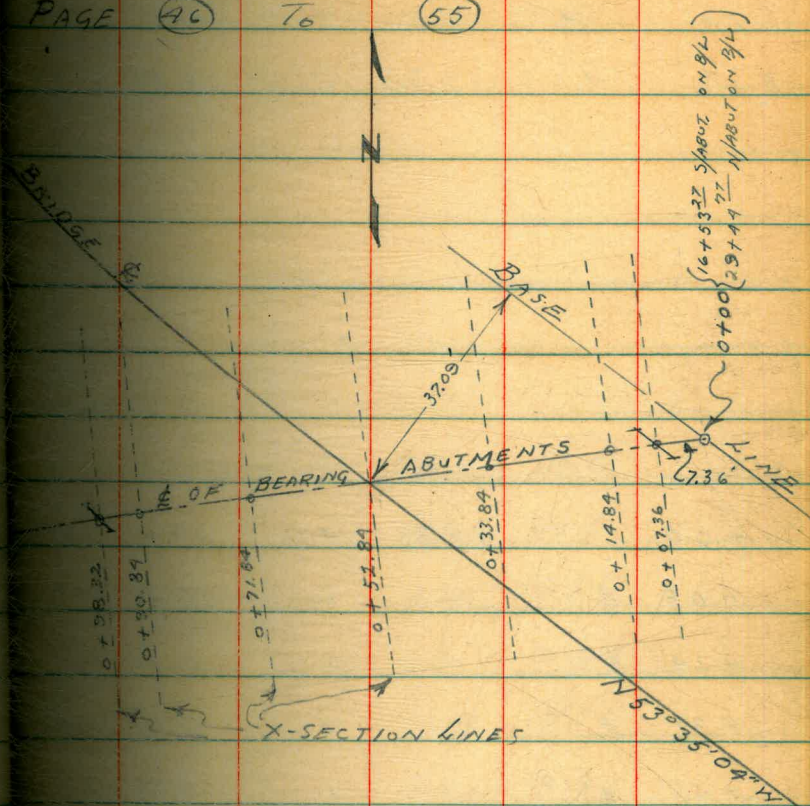 PAGE 46 To 55
N
BRIDGE
BASE LINE
0+00 { 16+53 27 S/ABUT. ON B/L
29+44 77 N/ABUT ON B/L }
37.09'
℄ OF BEARING ABUTMENTS
7.36'
0+98.32
0+90.84
0+71.84
0+52.84
0+33.84
0+14.84
0+07.36
X-SECTION LINES
N 53° 35' 04" W